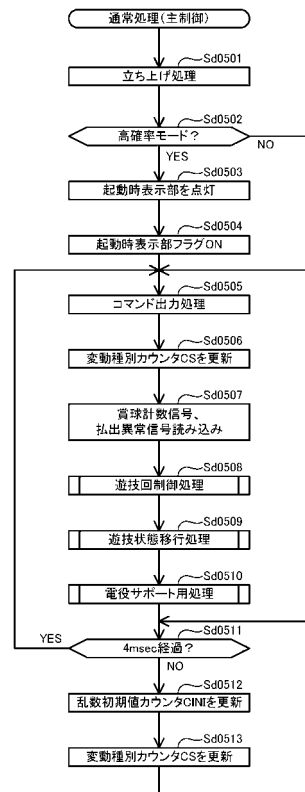 通常処理(主制御)
Sd0501
立ち上げ処理
Sd0502
高確率モード?
NO
YES
Sd0503
起動時表示部を点灯
Sd0504
起動時表示部フラグON
Sd0505
コマンド出力処理
Sd0506
変動種別カウンタCSを更新
Sd0507
賞球計数信号、
払出異常信号読み込み
Sd0508
遊技回制御処理
Sd0509
遊技状態移行処理
Sd0510
電役サポート用処理
Sd0511
YES
4msec経過?
NO
Sd0512
乱数初期値カウンタCINIを更新
Sd0513
変動種別カウンタCSを更新